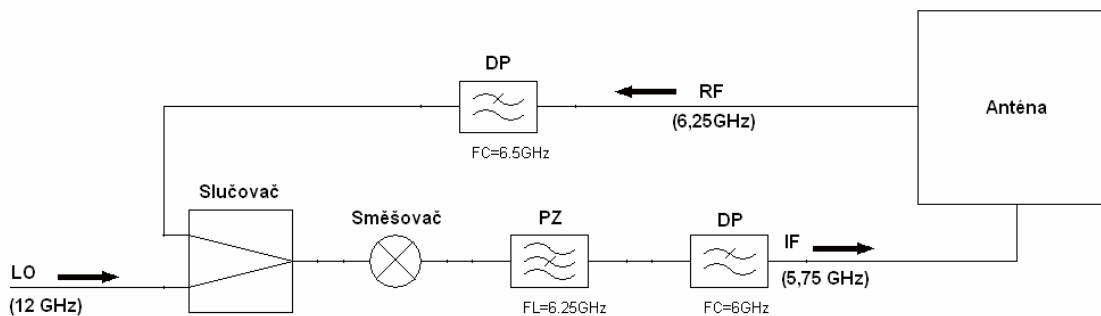 DP
RF
(6,25GHz)
Anténa
FC=6.5GHz
Slučovač
Směšovač
PZ
DP
IF
LO
(12 GHz)
(5,75 GHz)
FL=6.25GHz
FC=6GHz